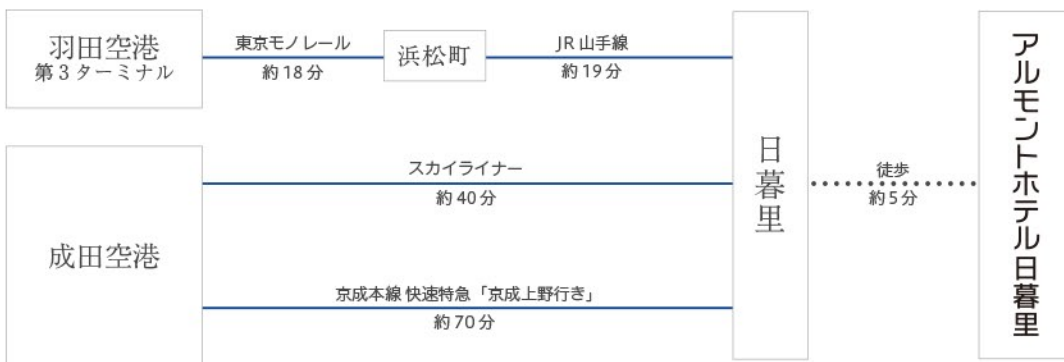 羽田空港
第3ターミナル
東京モノレール
約18分
浜松町
JR 山手線
約19分
成田空港
スカイライナー
約40分
京成本線 快速特急「京成上野行き」
約70分
日暮里
徒歩
約5分
アルモントホテル日暮里